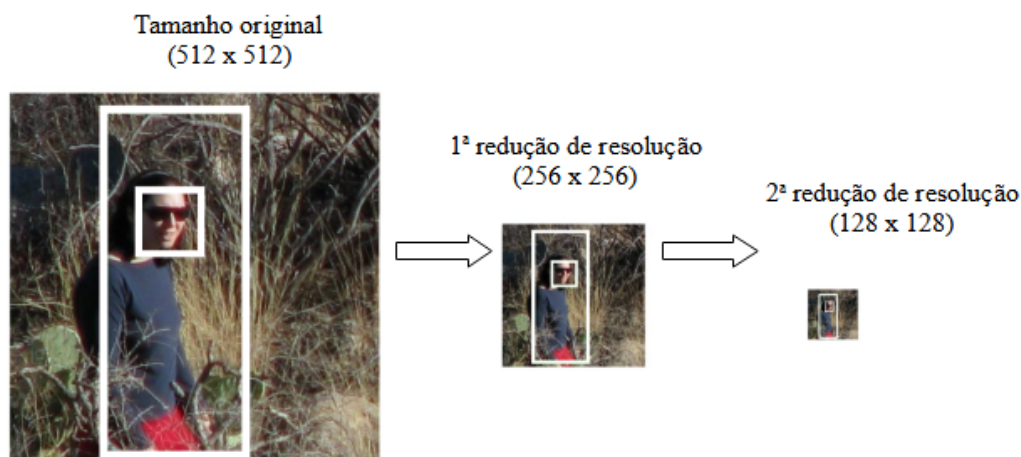 Tamanho original
(512 x 512)
1ª redução de resolução
(256 x 256)
2ª redução de resolução
(128 x 128)